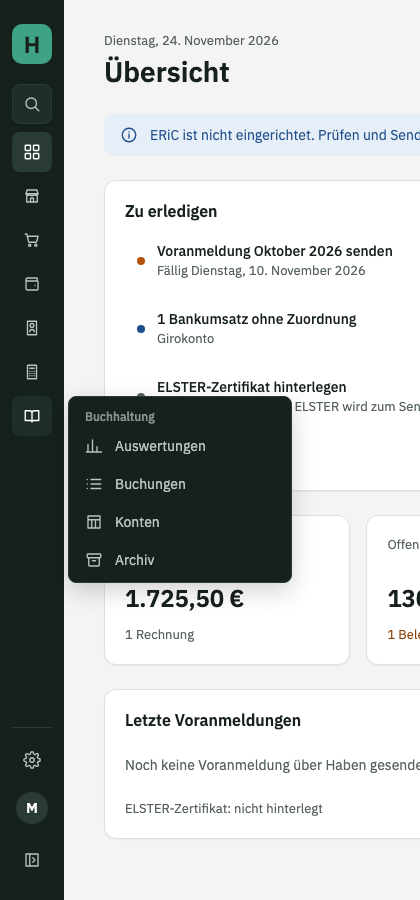 H
Dienstag, 24. November 2026
Übersicht
ERiC ist nicht eingerichtet. Prüfen und Send
Zu erledigen
Voranmeldung Oktober 2026 senden
Fällig Dienstag, 10. November 2026
1 Bankumsatz ohne Zuordnung
Girokonto
ELSTER-Zertifikat hinterlegen
ELSTER wird zum Sen
Buchhaltung
Auswertungen
Buchungen
Konten
Archiv
1.725,50 €
1 Rechnung
Offen
130
1 Bele
Letzte Voranmeldungen
Noch keine Voranmeldung über Haben gesende
ELSTER-Zertifikat: nicht hinterlegt
M